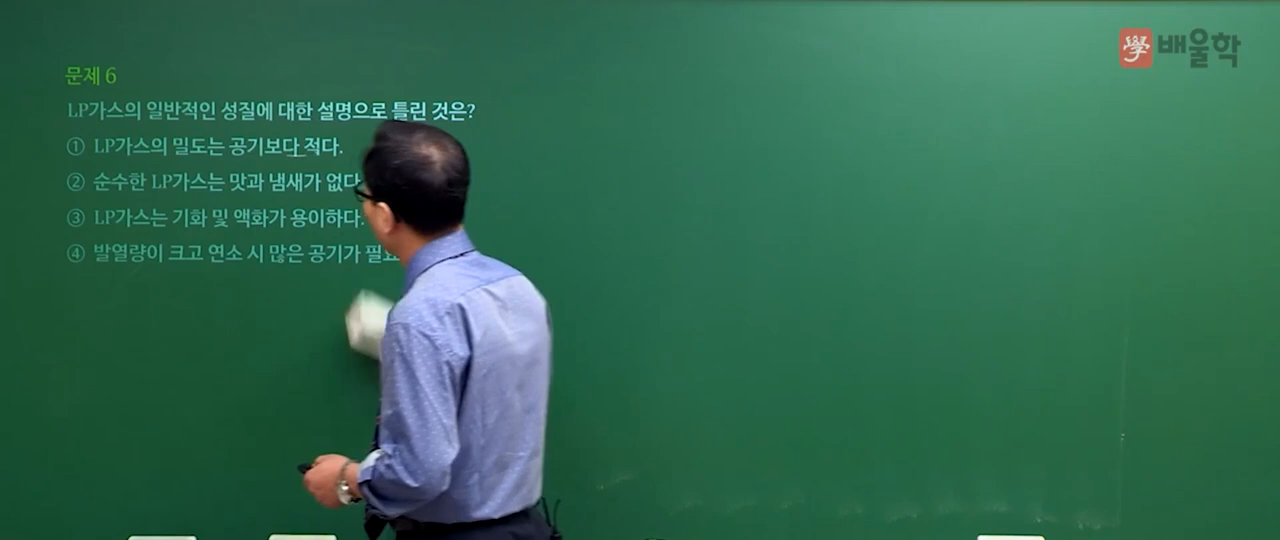 學 배울학
문제 6
LP가스의 일반적인 성질에 대한 설명으로 틀린 것은?
① LP가스의 밀도는 공기보다 적다.
② 순수한 LP가스는 맛과 냄새가 없다
③ LP가스는 기화 및 액화가 용이하다.
④ 발열량이 크고 연소 시 많은 공기가